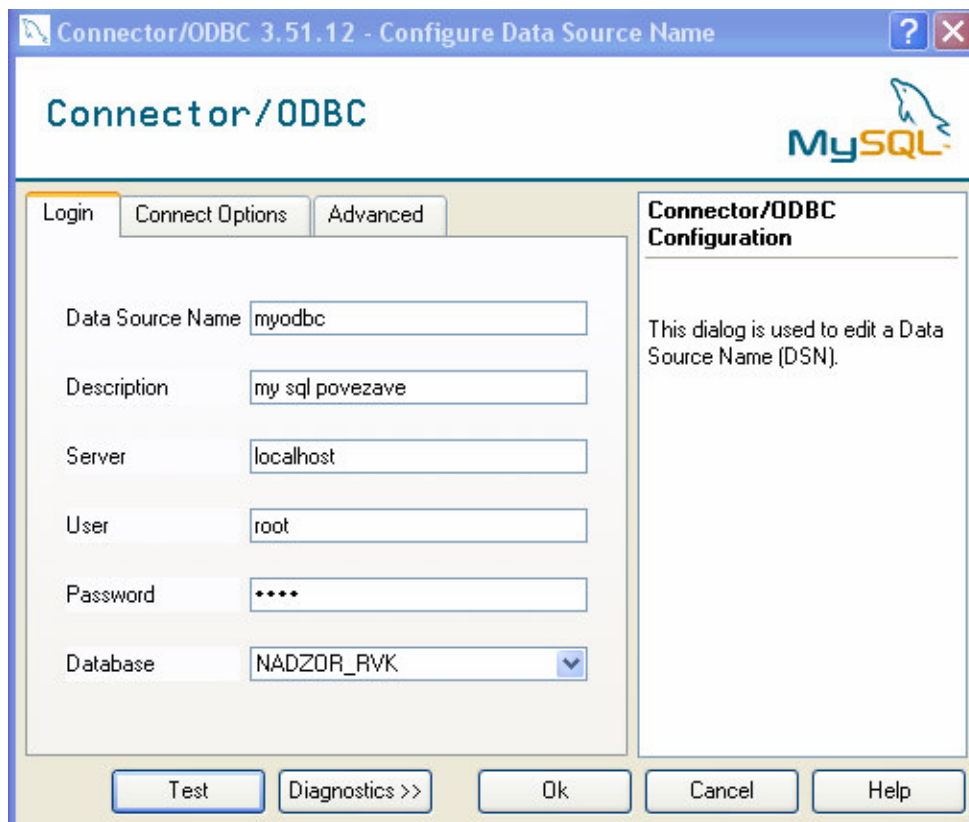 Connector/ODBC 3.51.12 - Configure Data Source Name
Connector/ODBC
MySQL
Login
Connect Options
Advanced
Data Source Name
myodbc
Description
my sql povezave
Server
localhost
User
root
Password
••••
Database
NADZOR_RVK
Connector/ODBC
Configuration
This dialog is used to edit a Data
Source Name (DSN).
Test
Diagnostics >>
Ok
Cancel
Help